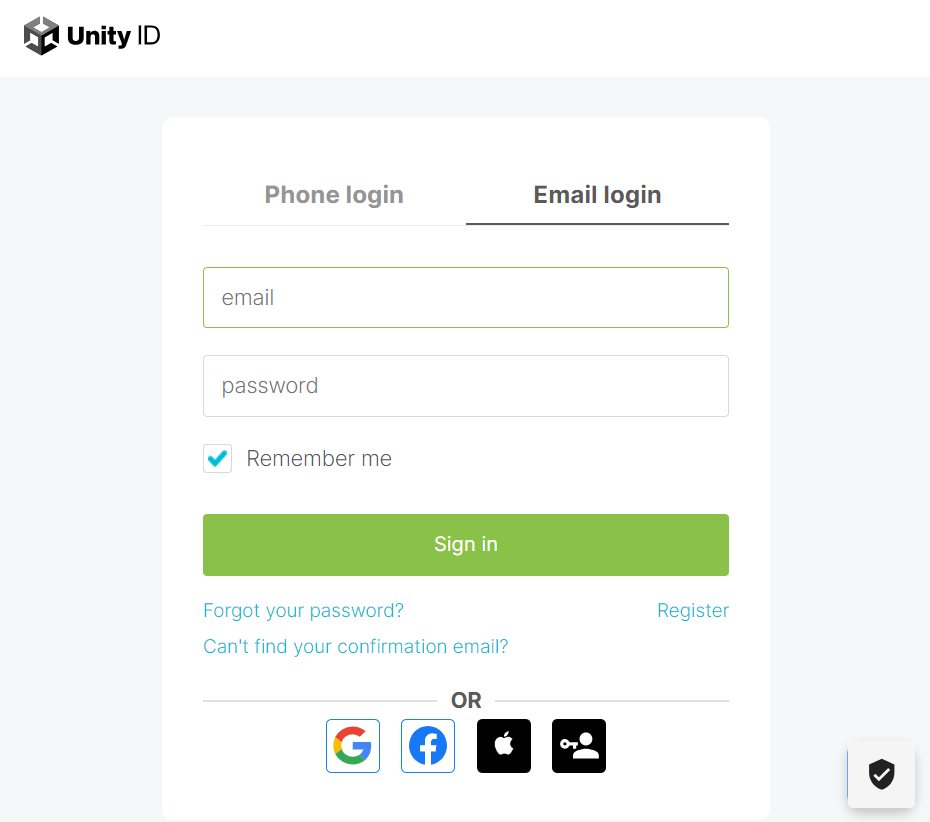 Unity ID
Phone login
Email login
email
password
Remember me
Sign in
Forgot your password?
Register
Can't find your confirmation email?
OR